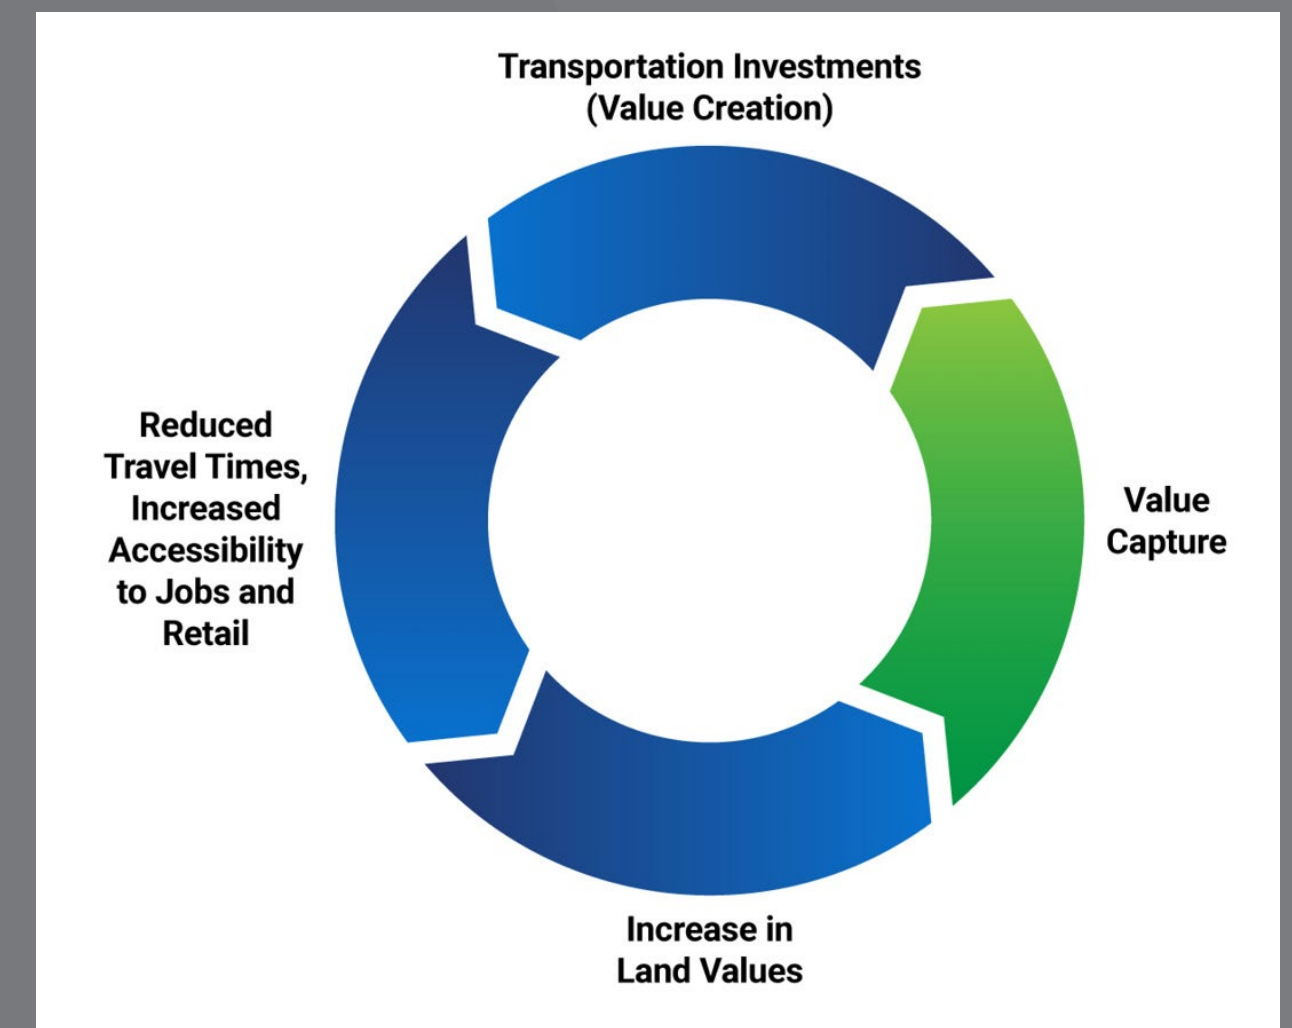 Transportation Investments
(Value Creation)
Reduced
Travel Times,
Increased
Accessibility
to Jobs and
Retail
Value
Capture
Increase in
Land Values